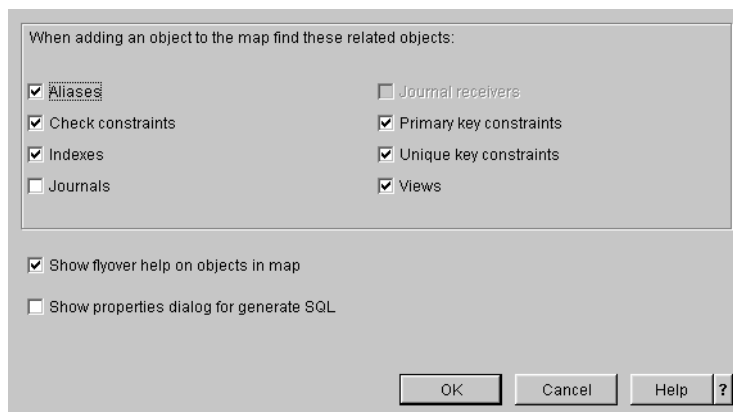 When adding an object to the map find these related objects:
Aliases
Journal receivers
Check constraints
Primary key constraints
Indexes
Unique key constraints
Journals
Views
Show flyover help on objects in map
Show properties dialog for generate SQL
OK
Cancel
Help
?